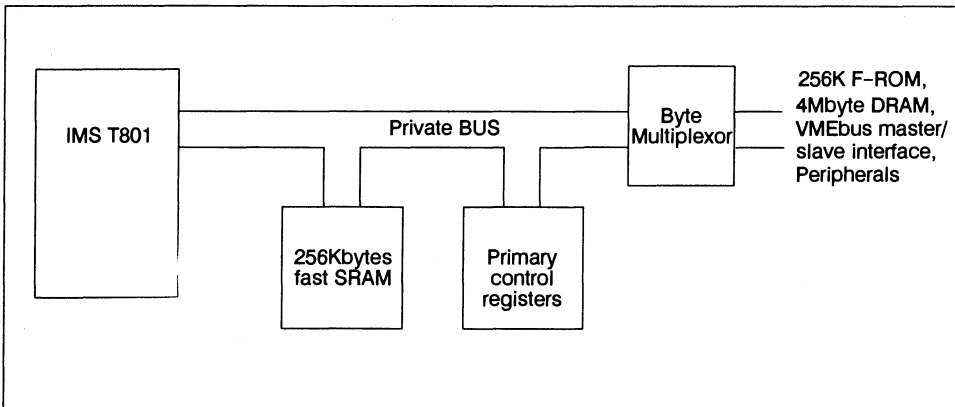 IMS T801
Private BUS
256Kbytes
fast SRAM
Primary
control
registers
Byte
Multiplexor
256K F-ROM,
4Mbyte DRAM,
VMEbus master/
slave interface,
Peripherals